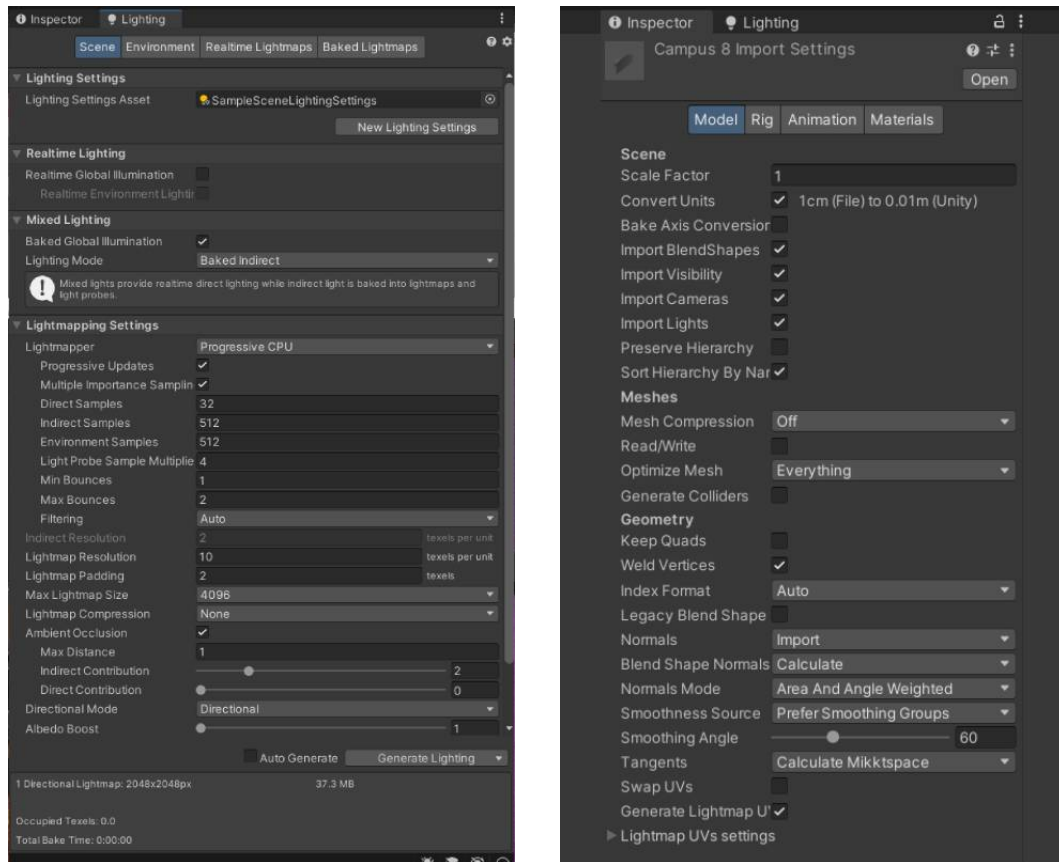 Inspector
Lighting
Scene
Environment
Realtime Lightmaps
Baked Lightmaps
Lighting Settings
Lighting Settings Asset
SampleSceneLightingSettings
New Lighting Settings
Realtime Lighting
Realtime Global Illumination
Realtime Environment Lightin
Mixed Lighting
Baked Global Illumination
Lighting Mode Baked Indirect
Mixed lights provide realtime direct lighting while indirect light is baked into lightmaps and
light probes.
Lightmapping Settings
Lightmapper Progressive CPU
Progressive Updates
Multiple Importance Samplin
Direct Samples 32
Indirect Samples 512
Environment Samples 512
Light Probe Sample Multiplie 4
Min Bounces 1
Max Bounces 2
Filtering Auto
Indirect Resolution 2 texels per unit
Lightmap Resolution 10 texels per unit
Lightmap Padding 2 texels
Max Lightmap Size 4096
Lightmap Compression None
Ambient Occlusion
Max Distance 1
Indirect Contribution 2
Direct Contribution 0
Directional Mode Directional
Albedo Boost 1
Auto Generate Generate Lighting
1 Directional Lightmap: 2048x2048px 37.3 MB
Occupied Texels: 0.0
Total Bake Time: 0:00:00
Inspector
Lighting
Campus 8 Import Settings
Open
Model
Rig
Animation
Materials
Scene
Scale Factor 1
Convert Units 1cm (File) to 0.01m (Unity)
Bake Axis Conversion
Import BlendShapes
Import Visibility
Import Cameras
Import Lights
Preserve Hierarchy
Sort Hierarchy By Nar
Meshes
Mesh Compression Off
Read/Write
Optimize Mesh Everything
Generate Colliders
Geometry
Keep Quads
Weld Vertices
Index Format Auto
Legacy Blend Shape
Normals Import
Blend Shape Normals Calculate
Normals Mode Area And Angle Weighted
Smoothness Source Prefer Smoothing Groups
Smoothing Angle 60
Tangents Calculate Mikktspace
Swap UVs
Generate Lightmap U
Lightmap UVs settings